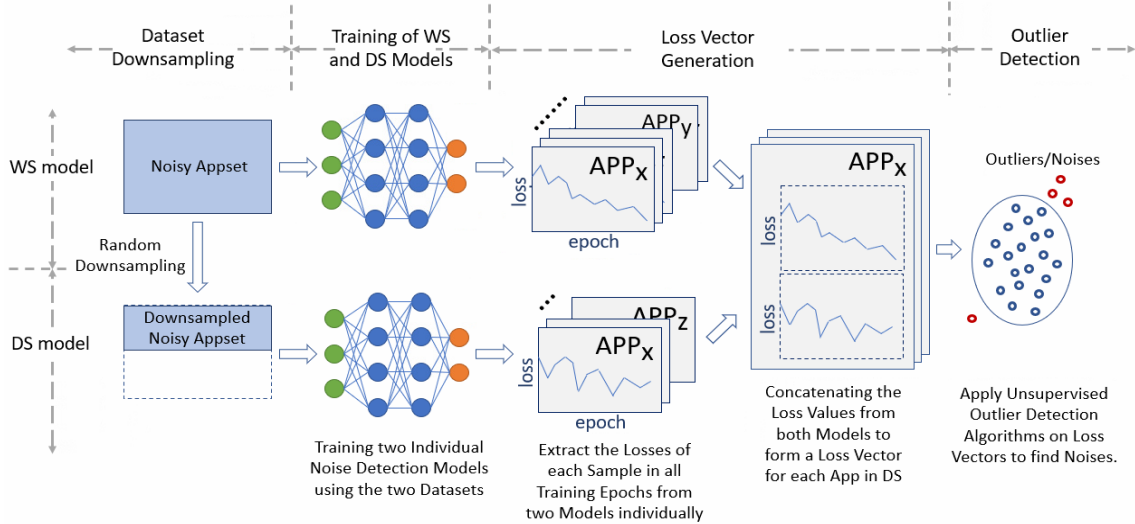 Dataset
Downsampling
Training of WS
and DS Models
Loss Vector
Generation
Outlier
Detection
WS model
Noisy Appset
APPy
APPx
loss
epoch
APPx
loss
loss
Outliers/Noises
Random
Downsampling
DS model
Downsampled
Noisy Appset
APPz
APPx
loss
epoch
Training two Individual
Noise Detection Models
using the two Datasets
Extract the Losses of
each Sample in all
Training Epochs from
two Models individually
Concatenating the
Loss Values from
both Models to
form a Loss Vector
for each App in DS
Apply Unsupervised
Outlier Detection
Algorithms on Loss
Vectors to find Noises.